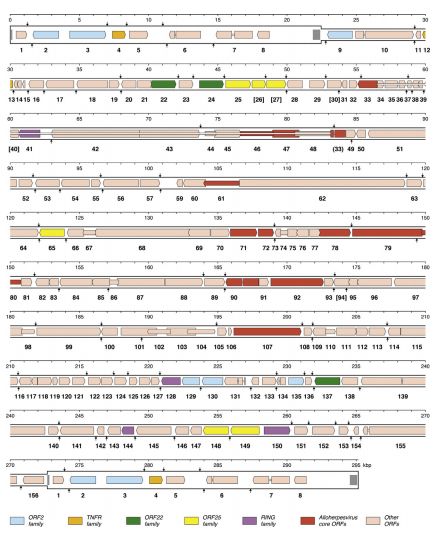 0 5 10 15 20 25 30
1 2 3 4 5 6 7 8 9 10 11 12
30 35 40 45 50 55 60
13 14 15 16 17 18 19 20 21 22 23 24 25 [26] [27] 28 29 [30] 31 32 33 34 35 36 37 38 39
60 65 70 75 80 85 90
[40] 41 42 43 44 45 46 47 48 (33) 49 50 51
90 95 100 105 110 115 120
52 53 54 55 56 57 [30] 59 60 61 62 63
120 125 130 135 140 145 150
64 65 66 67 68 69 70 71 72 73 74 75 76 77 78 79
150 155 160 165 170 175 180
80 81 82 83 84 85 86 87 88 89 90 91 92 93 [94] 95 96 97
180 185 190 195 200 205 210
98 99 100 101 102 103 104 105 106 107 108 109 110 111 112 113 114 115
210 215 220 225 230 235 240
116 117 118 119 120 121 122 123 124 125 126 127 128 129 130 131 132 133 134 135 136 137 138 139
240 245 250 255 260 265 270
140 141 142 143 144 145 146 147 148 149 150 151 152 153 154 155
270 275 280 285 290 295 kbp
156 1 2 3 4 5 6 7 8
ORF2 family
TNFR family
ORF22 family
ORF25 family
RING family
Alloherpesvirus core ORFs
Other ORFs